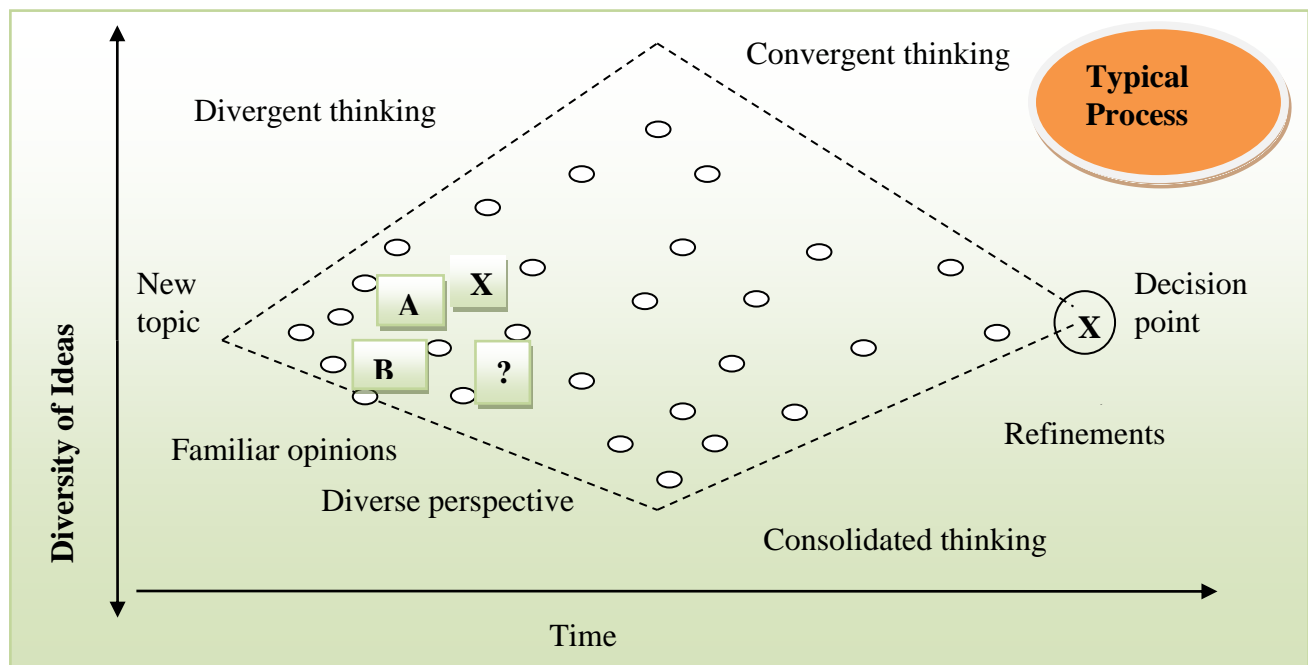 Convergent thinking
Typical
Process
Divergent thinking
New
topic
A
X
Decision
point
X
B
?
Diversity of Ideas
Familiar opinions
Refinements
Diverse perspective
Consolidated thinking
Time